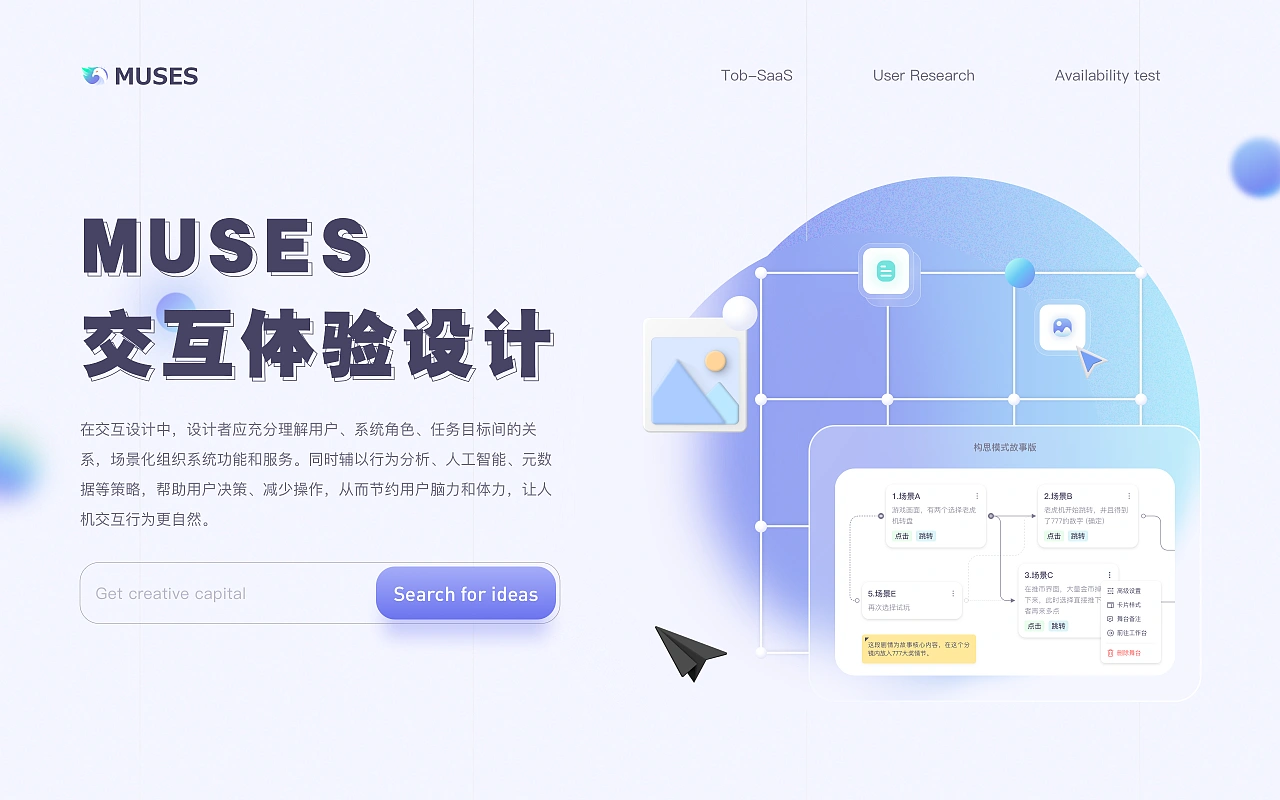 MUSES
Tob-SaaS
User Research
Availability test
MUSES
交互体验设计
在交互设计中，设计者应充分理解用户、系统角色、任务目标间的关
系，场景化组织系统功能和服务。同时辅以行为分析、人工智能、元数
据等策略，帮助用户决策、减少操作，从而节约用户脑力和体力，让人
机交互行为更自然。
Get creative capital
Search for ideas
构思模式故事版
1.场景A
游戏画面，有两个选择老虎
机转盘
点击 跳转
2.场景B
老虎机开始跳转，并且得到
了777的数字 (确定)
点击 跳转
3.场景C
在推币界面，大量金币掉
下来，此时选择直接推下
者再来多点
点击 跳转
5.场景E
再次选择试玩
高级设置
卡片样式
舞台备注
前往工作台
删除舞台
这段剧情为故事核心内容，在这个分
镜内放入777大奖情节。